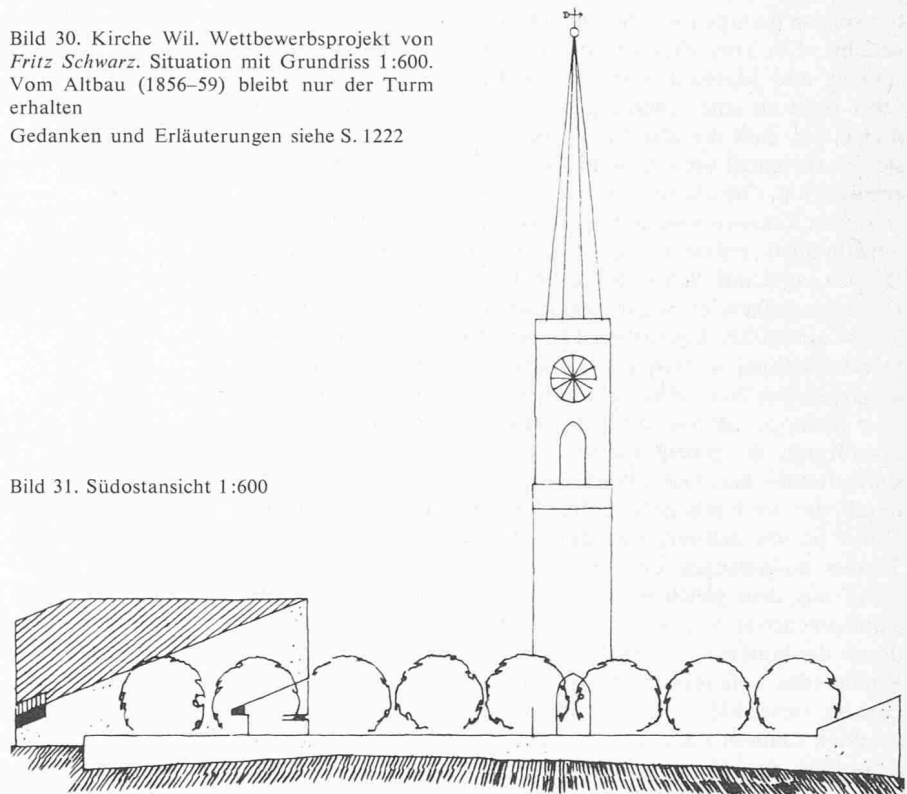 Bild 30. Kirche Wil. Wettbewerbsprojekt von
Fritz Schwarz. Situation mit Grundriss 1:600.
Vom Altbau (1856–59) bleibt nur der Turm
erhalten
Gedanken und Erläuterungen siehe S. 1222
Bild 31. Südostansicht 1:600